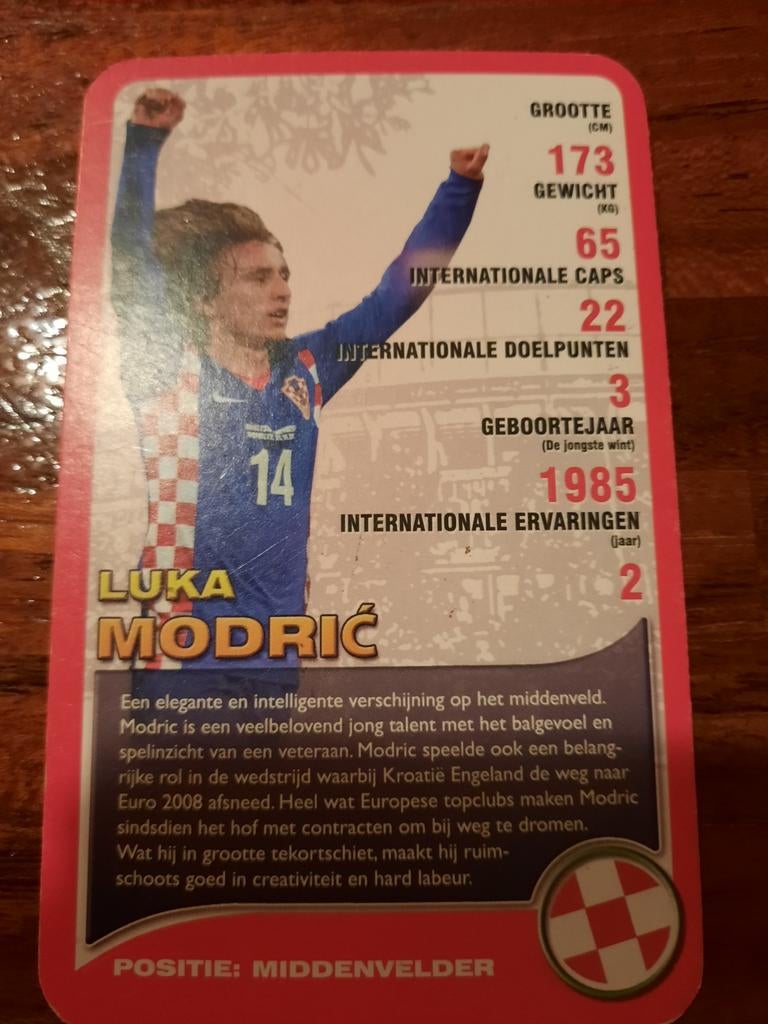 GROOTTE
(CM)
173
GEWICHT
(KG)
65
INTERNATIONALE CAPS
22
INTERNATIONALE DOELPUNTEN
3
GEBOORTEJAAR
(De jongste wint)
1985
INTERNATIONALE ERVARINGEN
(jaar)
2
14
LUKA
MODRIĆ
Een elegante en intelligente verschijning op het middenveld.
Modric is een veelbelovend jong talent met het balgevoel en
spelinzicht van een veteraan. Modric speelde ook een belang-
rijke rol in de wedstrijd waarbij Kroatië Engeland de weg naar
Euro 2008 afsneed. Heel wat Europese topclubs maken Modric
sindsdien het hof met contracten om bij weg te dromen.
Wat hij in grootte tekortschiet, maakt hij ruim-
schoots goed in creativiteit en hard labeur.
POSITIE: MIDDENVELDER